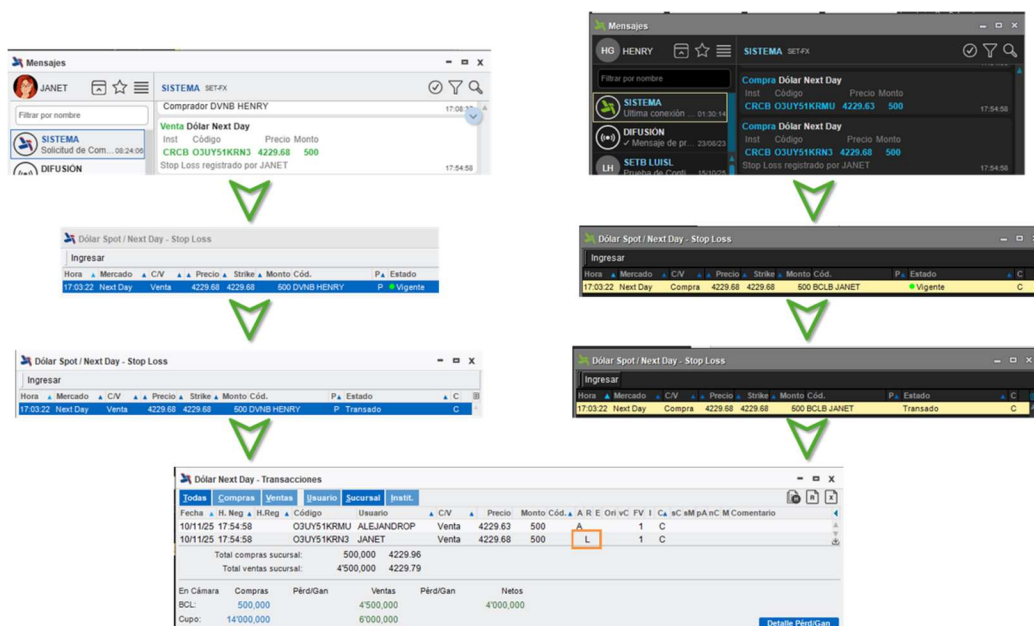 Mensajes
JANET
SISTEMA SET-FX
Filtrar por nombre
SISTEMA
Solicitud de Com... 08:24:06
DIFUSIÓN
Comprador DVNB HENRY
Venta Dólar Next Day
Inst Código Precio Monto
CRCB O3UY51KRN3 4229.68 500
Stop Loss registrado por JANET 17:54:58
Mensajes
HG HENRY
SISTEMA SET-FX
Filtrar por nombre
SISTEMA
Ultima conexión ... 01:30:14
DIFUSIÓN
Mensaje de pr... 23/08/23
LH SETB LUISL
Prueba de Conti... 15/10/25
Compra Dólar Next Day
Inst Código Precio Monto
CRCB O3UY51KRMU 4229.63 500 17:54:58
Compra Dólar Next Day
Inst Código Precio Monto
CRCB O3UY51KRN3 4229.68 500
Stop Loss registrado por JANET 17:54:58
Dólar Spot / Next Day - Stop Loss
Ingresar
Hora Mercado C/V Precio Strike Monto Cód. P Estado
17:03:22 Next Day Venta 4229.68 4229.68 500 DVNB HENRY P Vigente
Dólar Spot / Next Day - Stop Loss
Ingresar
Hora Mercado C/V Precio Strike Monto Cód. P Estado C
17:03:22 Next Day Compra 4229.68 4229.68 500 BCLB JANET Vigente C
Dólar Spot / Next Day - Stop Loss
Ingresar
Hora Mercado C/V Precio Strike Monto Cód. P Estado C
17:03:22 Next Day Venta 4229.68 4229.68 500 DVNB HENRY P Transado C
Dólar Spot / Next Day - Stop Loss
Ingresar
Hora Mercado C/V Precio Strike Monto Cód. P Estado C
17:03:22 Next Day Compra 4229.68 4229.68 500 BCLB JANET Transado C
Dólar Next Day - Transacciones
Todas Compras Ventas Usuario Sucursal Instit.
Fecha H. Neg H.Reg Código Usuario C/V Precio Monto Cód. A R E Ori vC FV I C sC sM pA nC M Comentario
10/11/25 17:54:58 O3UY51KRMU ALEJANDROP Venta 4229.63 500 A 1 C
10/11/25 17:54:58 O3UY51KRN3 JANET Venta 4229.68 500 L 1 C
Total compras sucursal: 500,000 4229.96
Total ventas sucursal: 4'500,000 4229.79
En Cámara Compras Pérd/Gan Ventas Pérd/Gan Netos
BCL: 500,000 4'500,000 4'000,000
Cupo: 14'000,000 6'000,000
Detalle Pérd/Gan